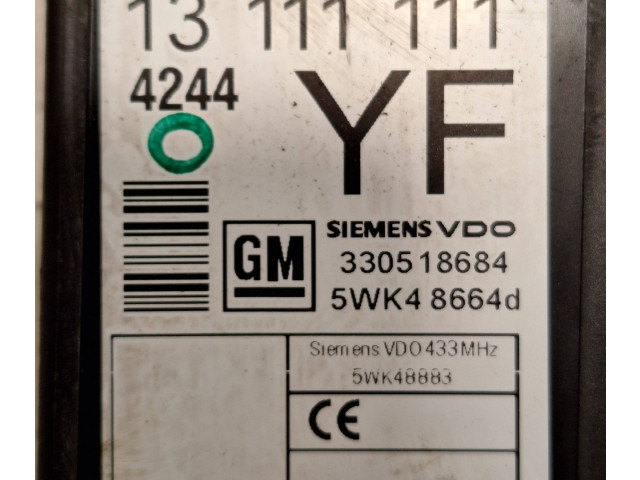 13 111 111
4244
YF
GM
SIEMENS VDO
330518684
5WK4 8664d
Siemens VDO 433MHz
5WK48883
CE